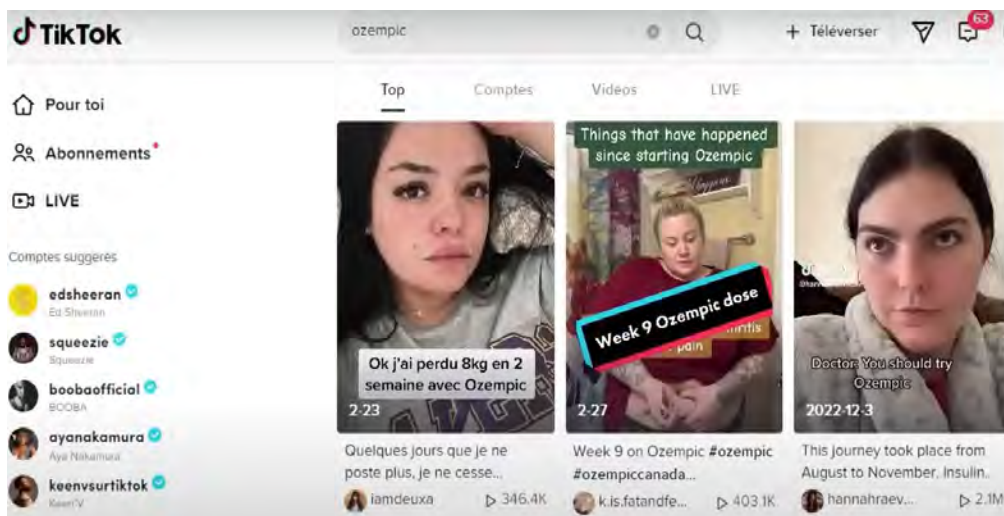 TikTok
ozempic
+ Téléverser
63
Pour toi
Abonnements
LIVE
Top
Comptes
Vidéos
LIVE
Comptes suggérés
edsheeran
Ed Sheeran
squeezie
Squeezie
boobaofficial
BOOBA
ayanakamura
Aya Nakamura
keenvsurtiktok
Keen'V
Ok j'ai perdu 8kg en 2
semaine avec Ozempic
2-23
Quelques jours que je ne
poste plus, je ne cesse...
iamdeuxa
346.4K
Things that have happened
since starting Ozempic
Week 9 Ozempic dose
pain
2-27
Week 9 on Ozempic #ozempic
#ozempiccanada...
k.is.fatandfe...
403.1K
Doctor: You should try
Ozempic
2022-12-3
This journey took place from
August to November. Insulin..
hannahraev...
2.1M